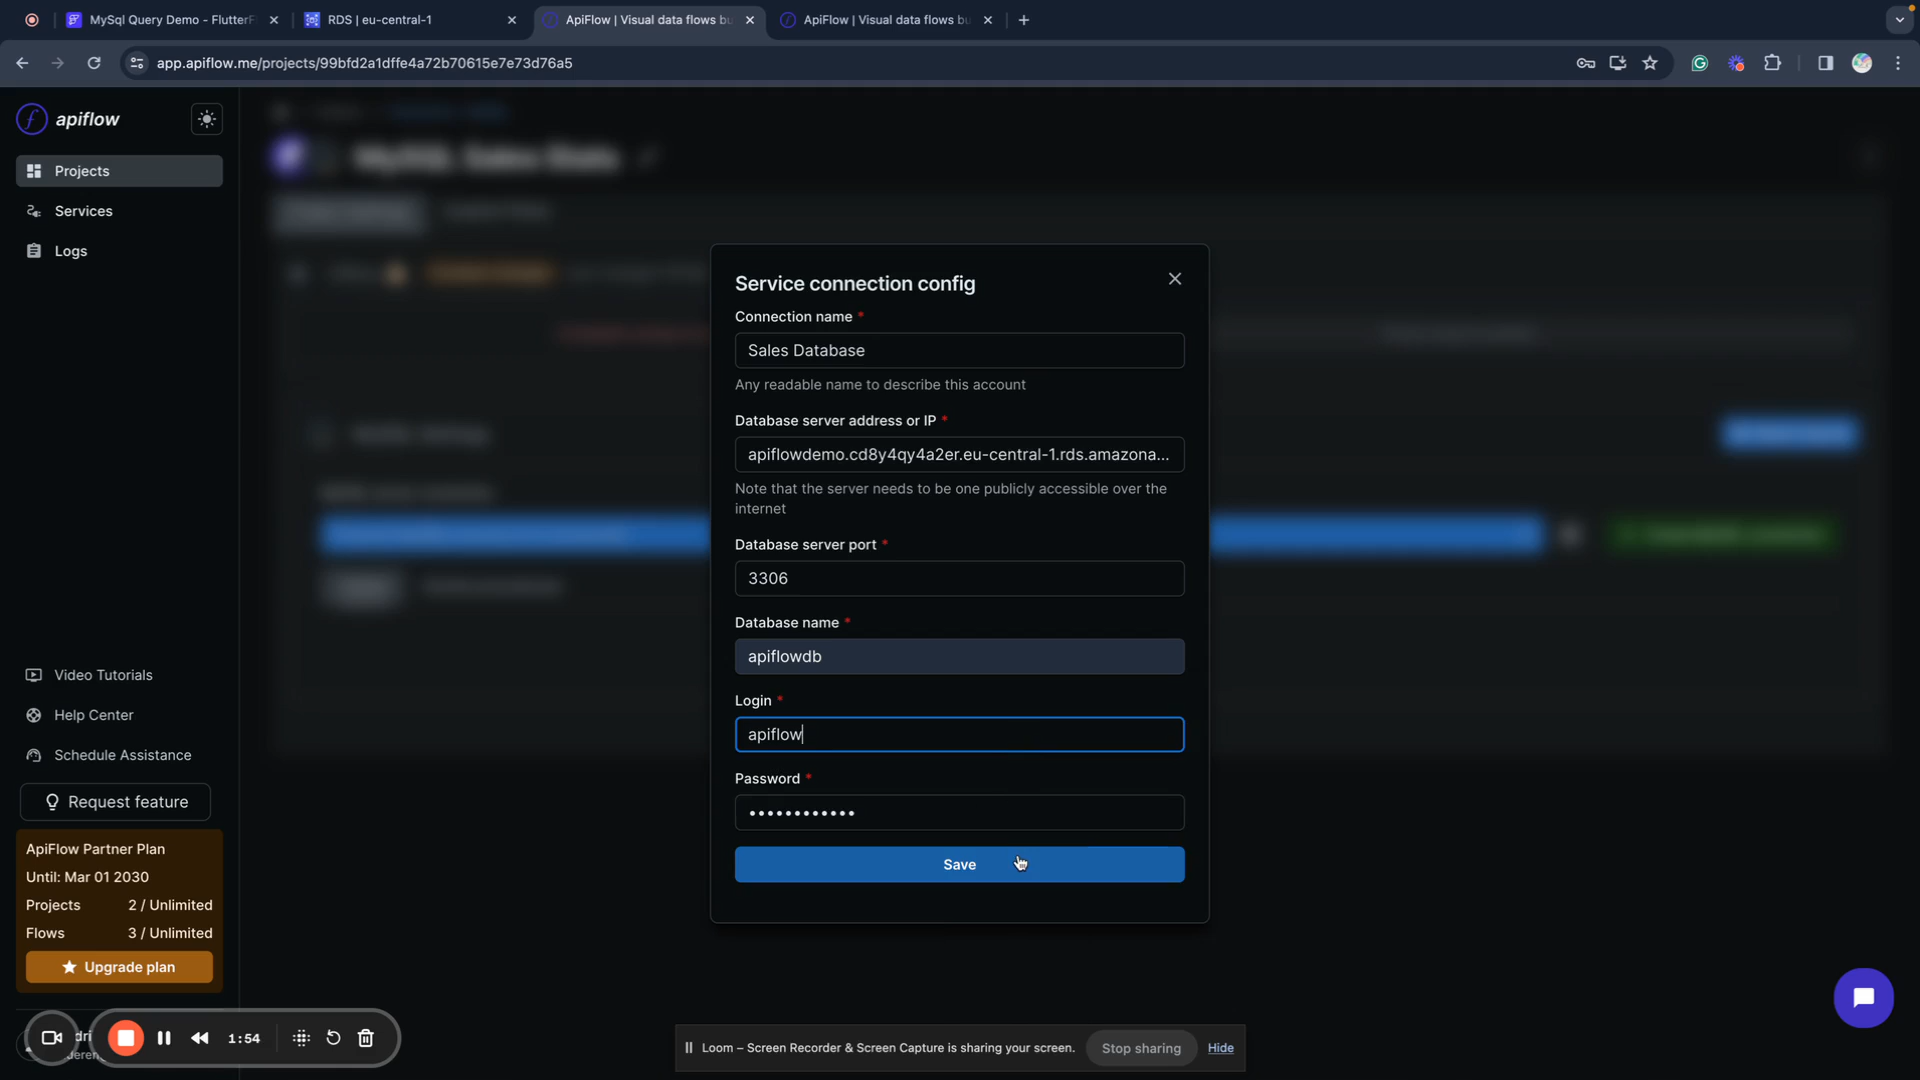 MySql Query Demo - FlutterF
RDS | eu-central-1
ApiFlow | Visual data flows bu
ApiFlow | Visual data flows bu
app.apiflow.me/projects/99bfd2a1dffe4a72b70615e7e73d76a5
apiflow
Projects
Services
Logs
MySQL Sales Stats
Service connection config
Connection name *
Sales Database
Any readable name to describe this account
Database server address or IP *
apiflowdemo.cd8y4qy4a2er.eu-central-1.rds.amazona...
Note that the server needs to be one publicly accessible over the
internet
Database server port *
3306
Database name *
apiflowdb
Login *
apiflow
Password *
••••••••••••
Save
Video Tutorials
Help Center
Schedule Assistance
Request feature
ApiFlow Partner Plan
Until: Mar 01 2030
Projects 2 / Unlimited
Flows 3 / Unlimited
Upgrade plan
1:54
Loom – Screen Recorder & Screen Capture is sharing your screen.
Stop sharing
Hide